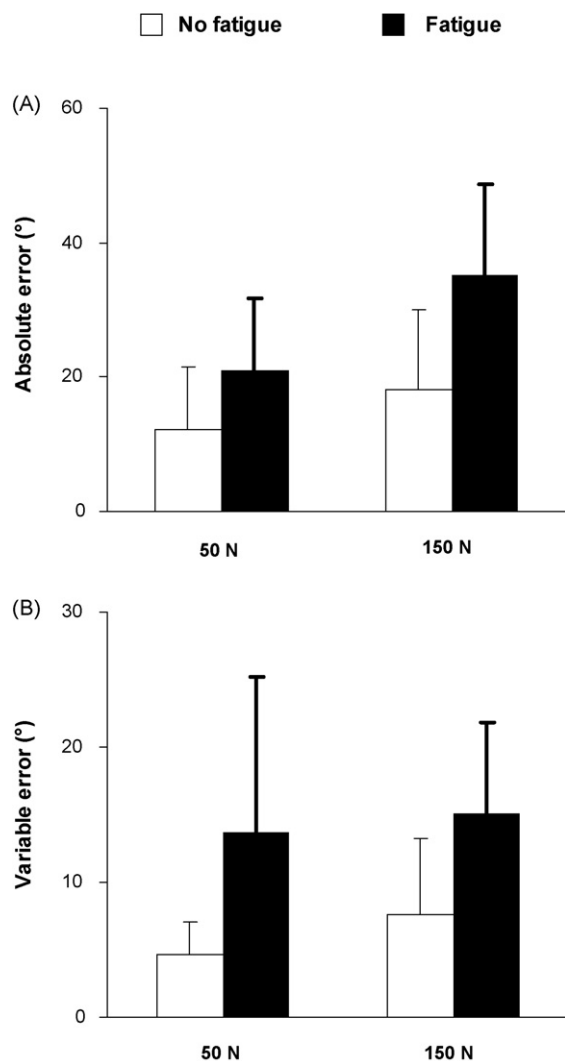 No fatigue Fatigue
(A)
60
40
20
0
Absolute error (°)
50 N 150 N
(B)
30
20
10
0
Variable error (°)
50 N 150 N